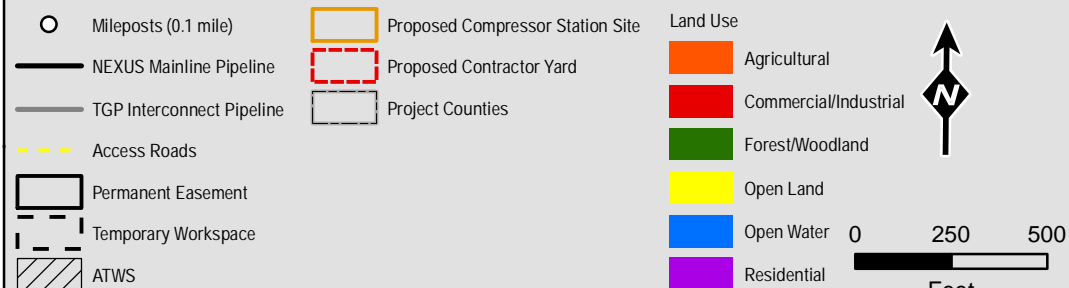 Mileposts (0.1 mile)
NEXUS Mainline Pipeline
TGP Interconnect Pipeline
Access Roads
Permanent Easement
Temporary Workspace
ATWS
Proposed Compressor Station Site
Proposed Contractor Yard
Project Counties
Land Use
Agricultural
Commercial/Industrial
Forest/Woodland
Open Land
Open Water
Residential
N
0 250 500
Feet